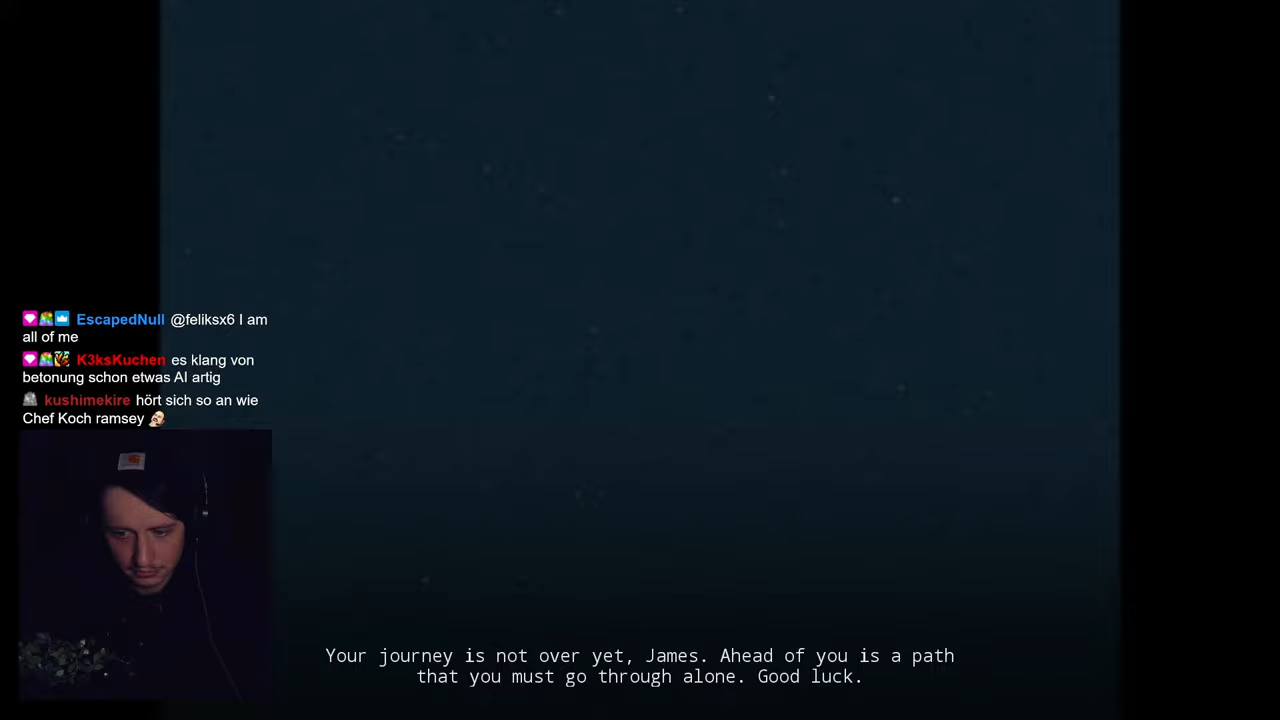 EscapedNull @feliksx6 I am
all of me
K3ksKuchen es klang von
betonung schon etwas AI artig
kushimekire hört sich so an wie
Chef Koch ramsey
Your journey is not over yet, James. Ahead of you is a path
that you must go through alone. Good luck.